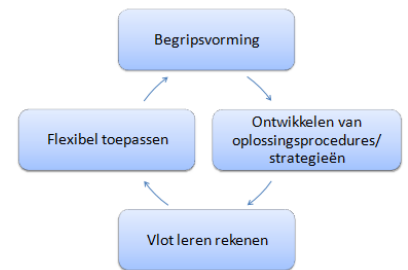 Begripsvorming
Ontwikkelen van
oplossingsprocedures/
strategieën
Vlot leren rekenen
Flexibel toepassen